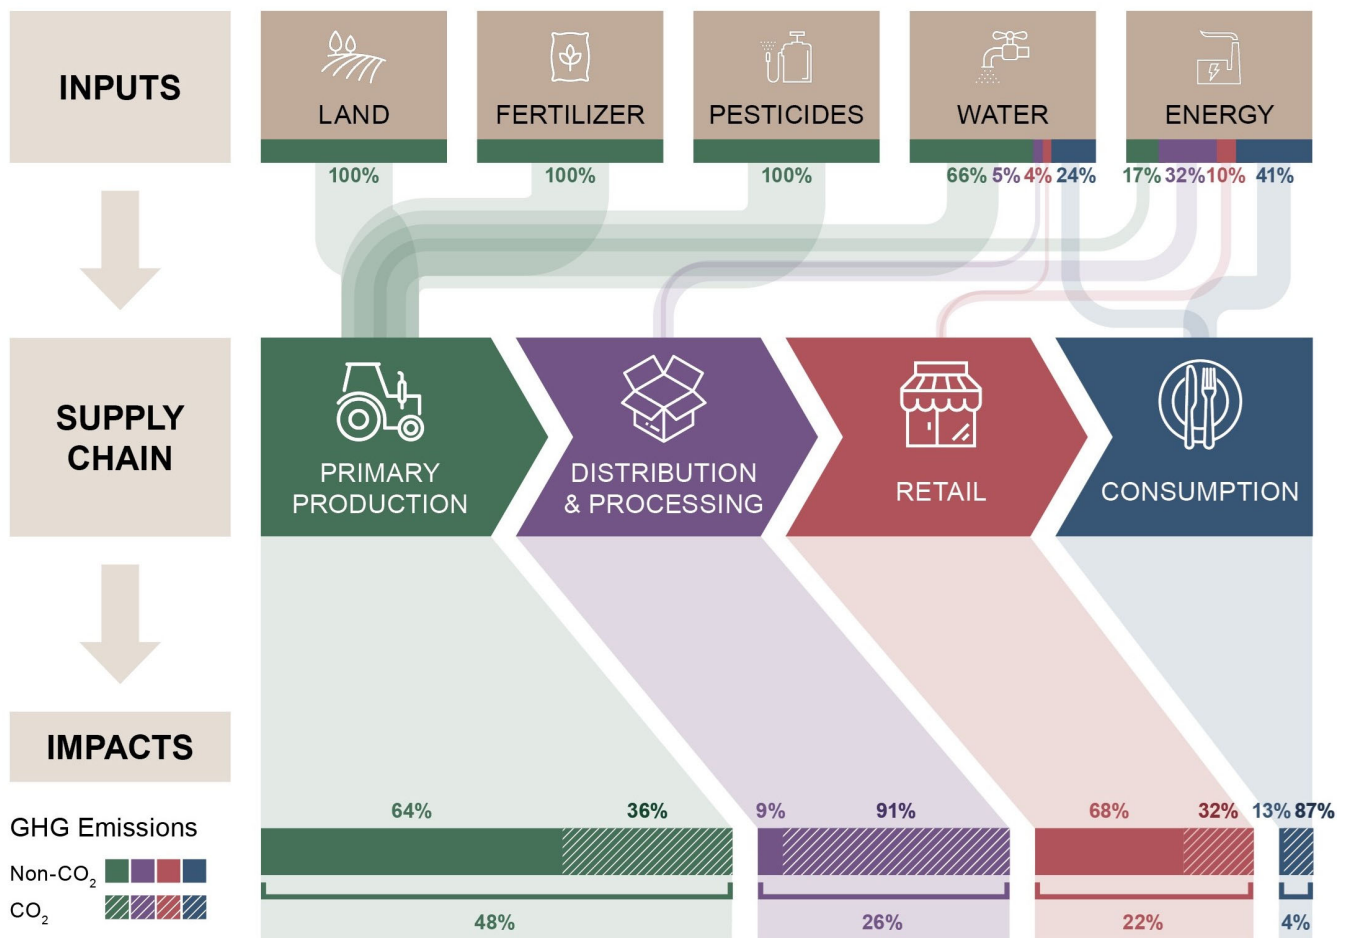 INPUTS
LAND
FERTILIZER
PESTICIDES
WATER
ENERGY
100%
100%
100%
66% 5% 4% 24%
17% 32% 10% 41%
SUPPLY
CHAIN
PRIMARY
PRODUCTION
DISTRIBUTION
& PROCESSING
RETAIL
CONSUMPTION
IMPACTS
GHG Emissions
Non-CO₂
CO₂
64% 36%
9% 91%
68% 32%
13% 87%
48%
26%
22%
4%